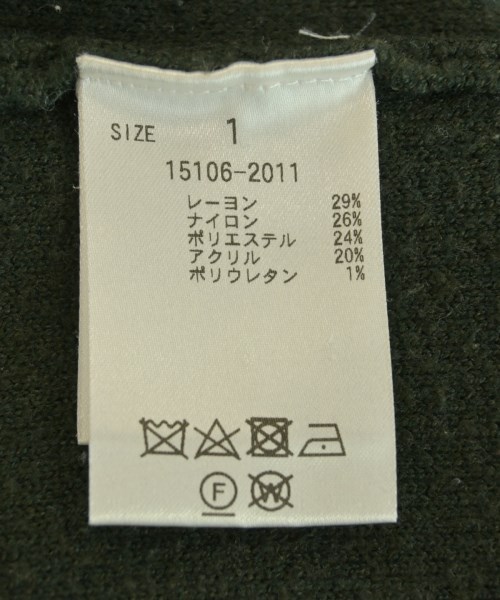 SIZE 1
15106-2011
レーヨン 29%
ナイロン 26%
ポリエステル 24%
アクリル 20%
ポリウレタン 1%
F W